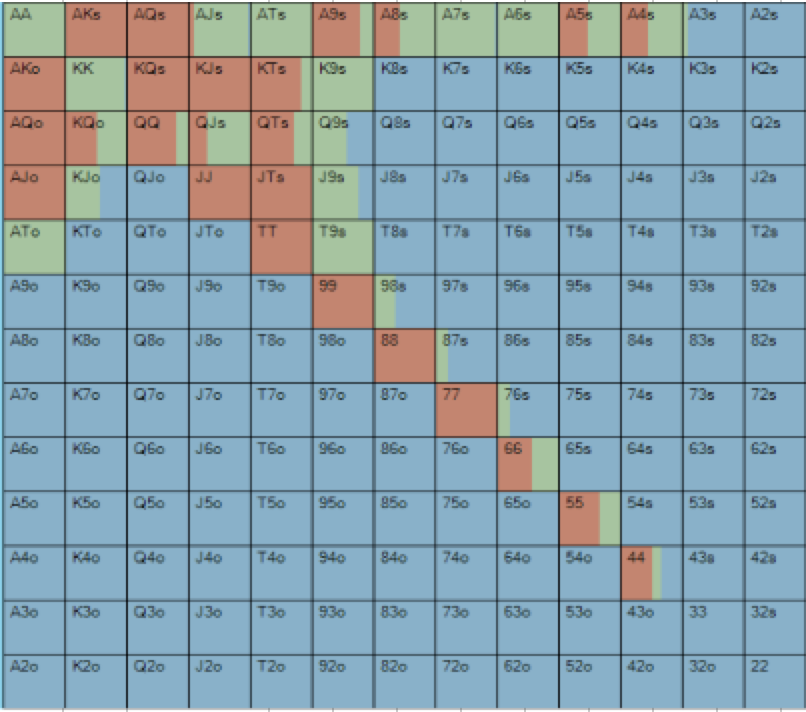 AA AKs AQs AJs ATs A9s A8s A7s A6s A5s A4s A3s A2s
AKo KK KQs KJs KTs K9s K8s K7s K6s K5s K4s K3s K2s
AQo KQo QQ QJs QTs Q9s Q8s Q7s Q6s Q5s Q4s Q3s Q2s
AJo KJo QJo JJ JTs J9s J8s J7s J6s J5s J4s J3s J2s
ATo KTo QTo JTo TT T9s T8s T7s T6s T5s T4s T3s T2s
A9o K9o Q9o J9o T9o 99 98s 97s 96s 95s 94s 93s 92s
A8o K8o Q8o J8o T8o 98o 88 87s 86s 85s 84s 83s 82s
A7o K7o Q7o J7o T7o 97o 87o 77 76s 75s 74s 73s 72s
A6o K6o Q6o J6o T6o 96o 86o 76o 66 65s 64s 63s 62s
A5o K5o Q5o J5o T5o 95o 85o 75o 65o 55 54s 53s 52s
A4o K4o Q4o J4o T4o 94o 84o 74o 64o 54o 44 43s 42s
A3o K3o Q3o J3o T3o 93o 83o 73o 63o 53o 43o 33 32s
A2o K2o Q2o J2o T2o 92o 82o 72o 62o 52o 42o 32o 22